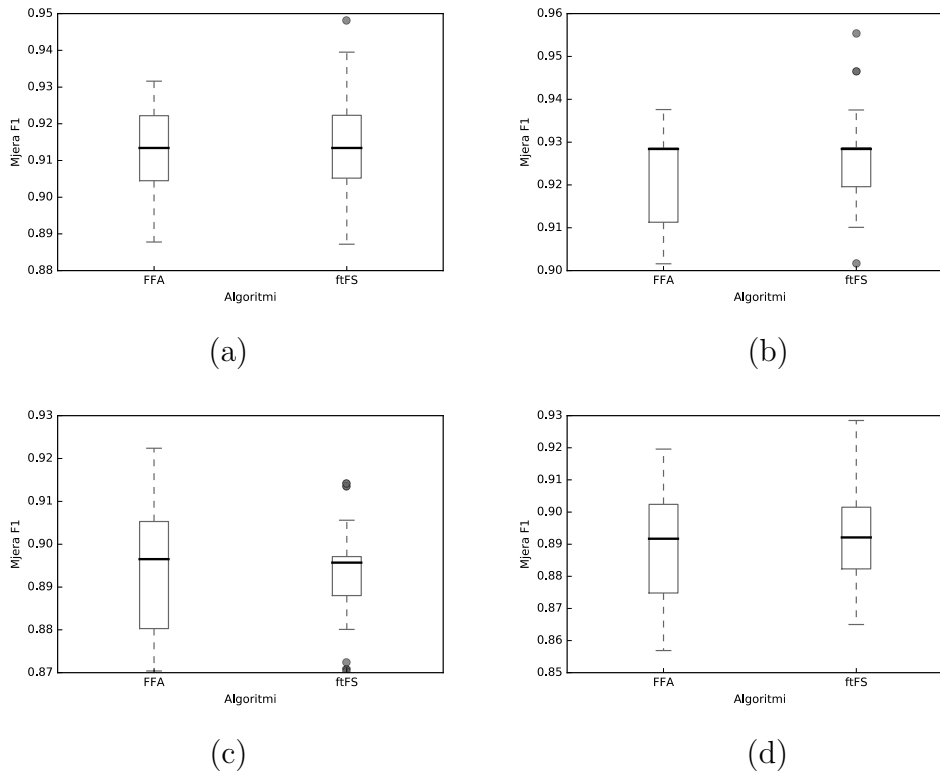 0.95
0.94
0.93
0.92
0.91
0.90
0.89
0.88
Mjera F1
FFA
ftFS
Algoritmi
(a)
0.96
0.95
0.94
0.93
0.92
0.91
0.90
Mjera F1
FFA
ftFS
Algoritmi
(b)
0.93
0.92
0.91
0.90
0.89
0.88
0.87
Mjera F1
FFA
ftFS
Algoritmi
(c)
0.93
0.92
0.91
0.90
0.89
0.88
0.87
0.86
0.85
Mjera F1
FFA
ftFS
Algoritmi
(d)